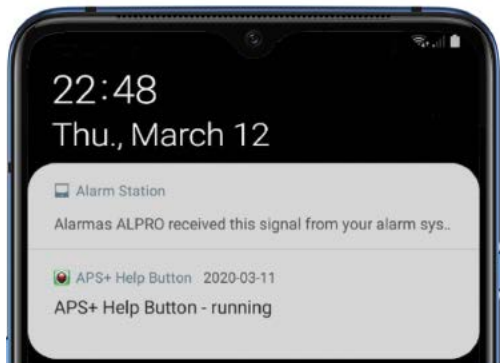 22:48
Thu., March 12
Alarm Station
Alarmas ALPRO received this signal from your alarm sys..
APS+ Help Button 2020-03-11
APS+ Help Button - running